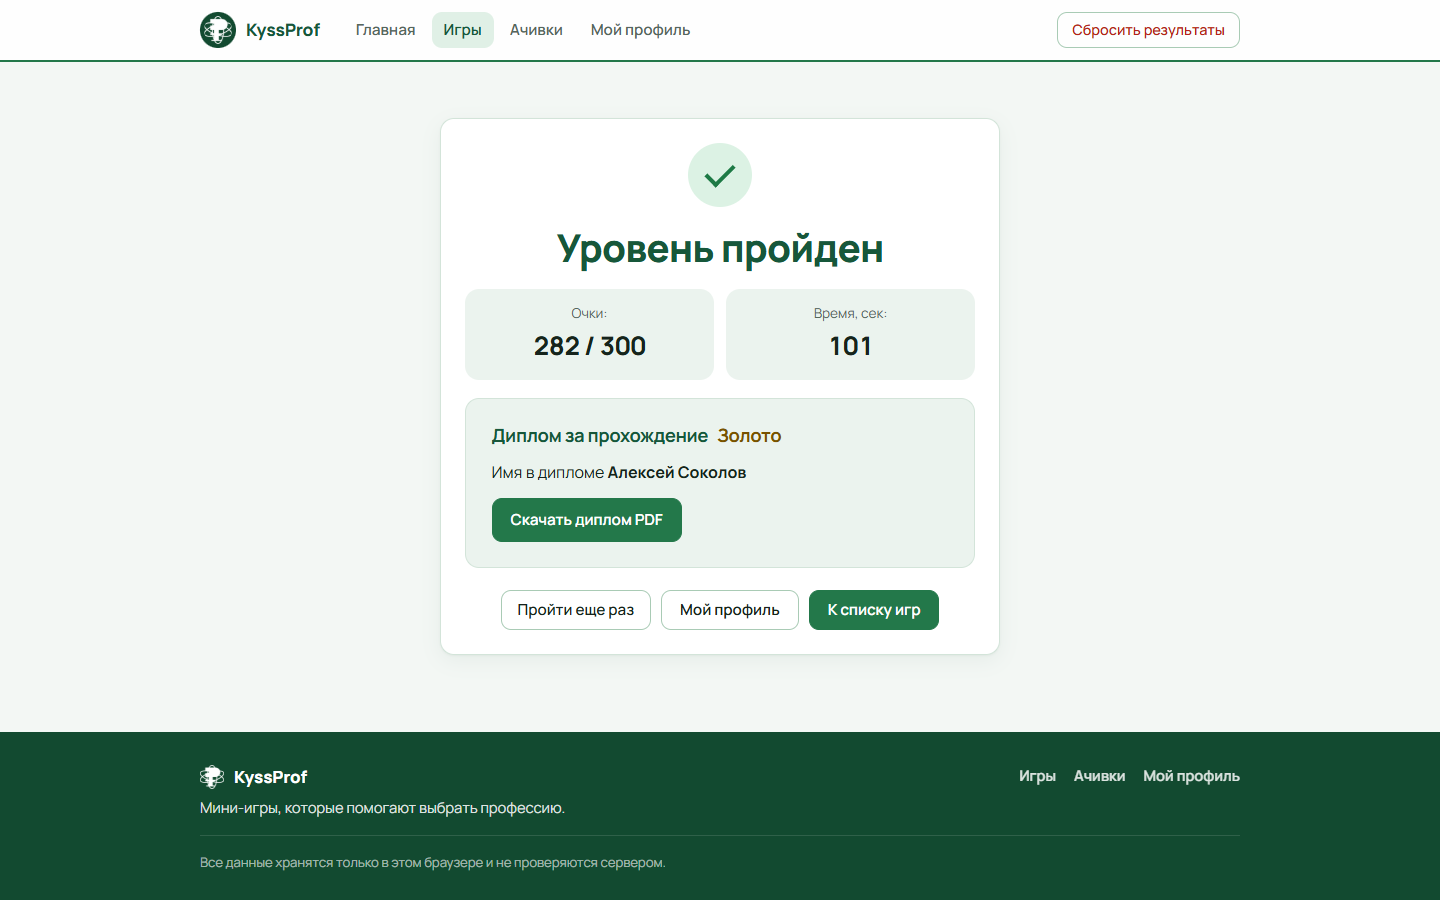 KyssProf
Главная
Игры
Ачивки
Мой профиль
Сбросить результаты
Уровень пройден
Очки:
282 / 300
Время, сек:
101
Диплом за прохождение Золото
Имя в дипломе Алексей Соколов
Скачать диплом PDF
Пройти еще раз
Мой профиль
К списку игр
KyssProf
Игры
Ачивки
Мой профиль
Мини-игры, которые помогают выбрать профессию.
Все данные хранятся только в этом браузере и не проверяются сервером.